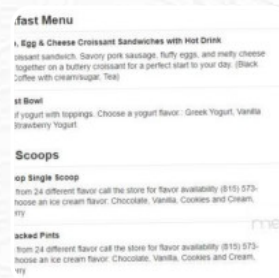 fast Menu
, Egg & Cheese Croissant Sandwiches with Hot Drink
oissant sandwich. Savory pork sausage, fluffy eggs, and melty cheese
together on a buttery croissant for a perfect start to your day. (Black
Coffee with cream/sugar, Tea)
st Bowl
of yogurt with toppings. Choose a yogurt flavor.: Greek Yogurt, Vanilla
Strawberry Yogurt
Scoops
op Single Scoop
from 24 different flavor call the store for flavor availability (815) 573-
hoose an ice cream flavor: Chocolate, Vanilla, Cookies and Cream,
rry
acked Pints
from 24 different flavor call the store for flavor availability (815) 573-
hoose an ice cream flavor: Chocolate, Vanilla, Cookies and Cream,
rry